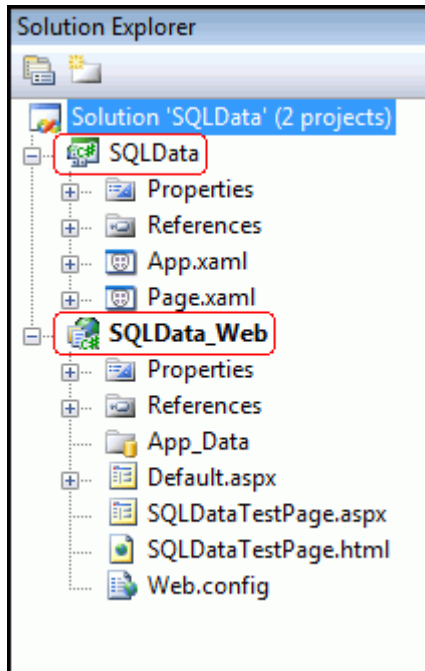 Solution Explorer
Solution 'SQLData' (2 projects)
SQLData
Properties
References
App.xaml
Page.xaml
SQLData_Web
Properties
References
App_Data
Default.aspx
SQLDataTestPage.aspx
SQLDataTestPage.html
Web.config